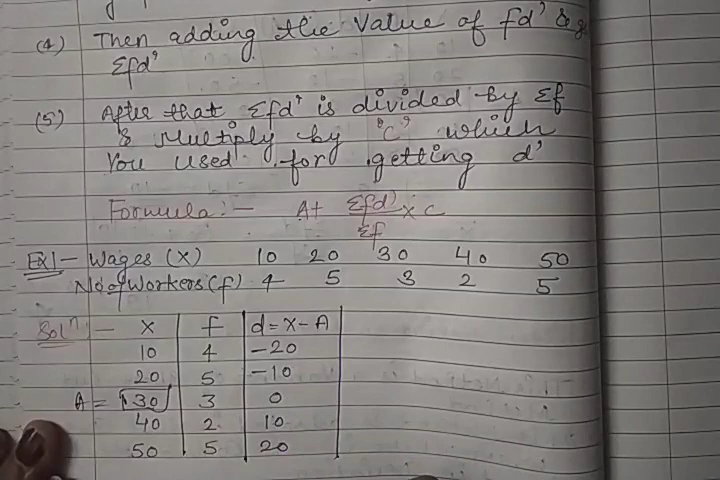 (4) Then adding the value of fd' &
Σfd'
(5) After that Σfd' is divided by Σf
& Multiply by "C" which
You used for getting d'
Formula:- A+ Σfd'/Σf × C
EX1- Wages (X) 10 20 30 40 50
No of Workers (f) 4 5 3 2 5
Solⁿ:- X f d=X-A
10 4 -20
20 5 -10
A = 30 3 0
40 2 10
50 5 20